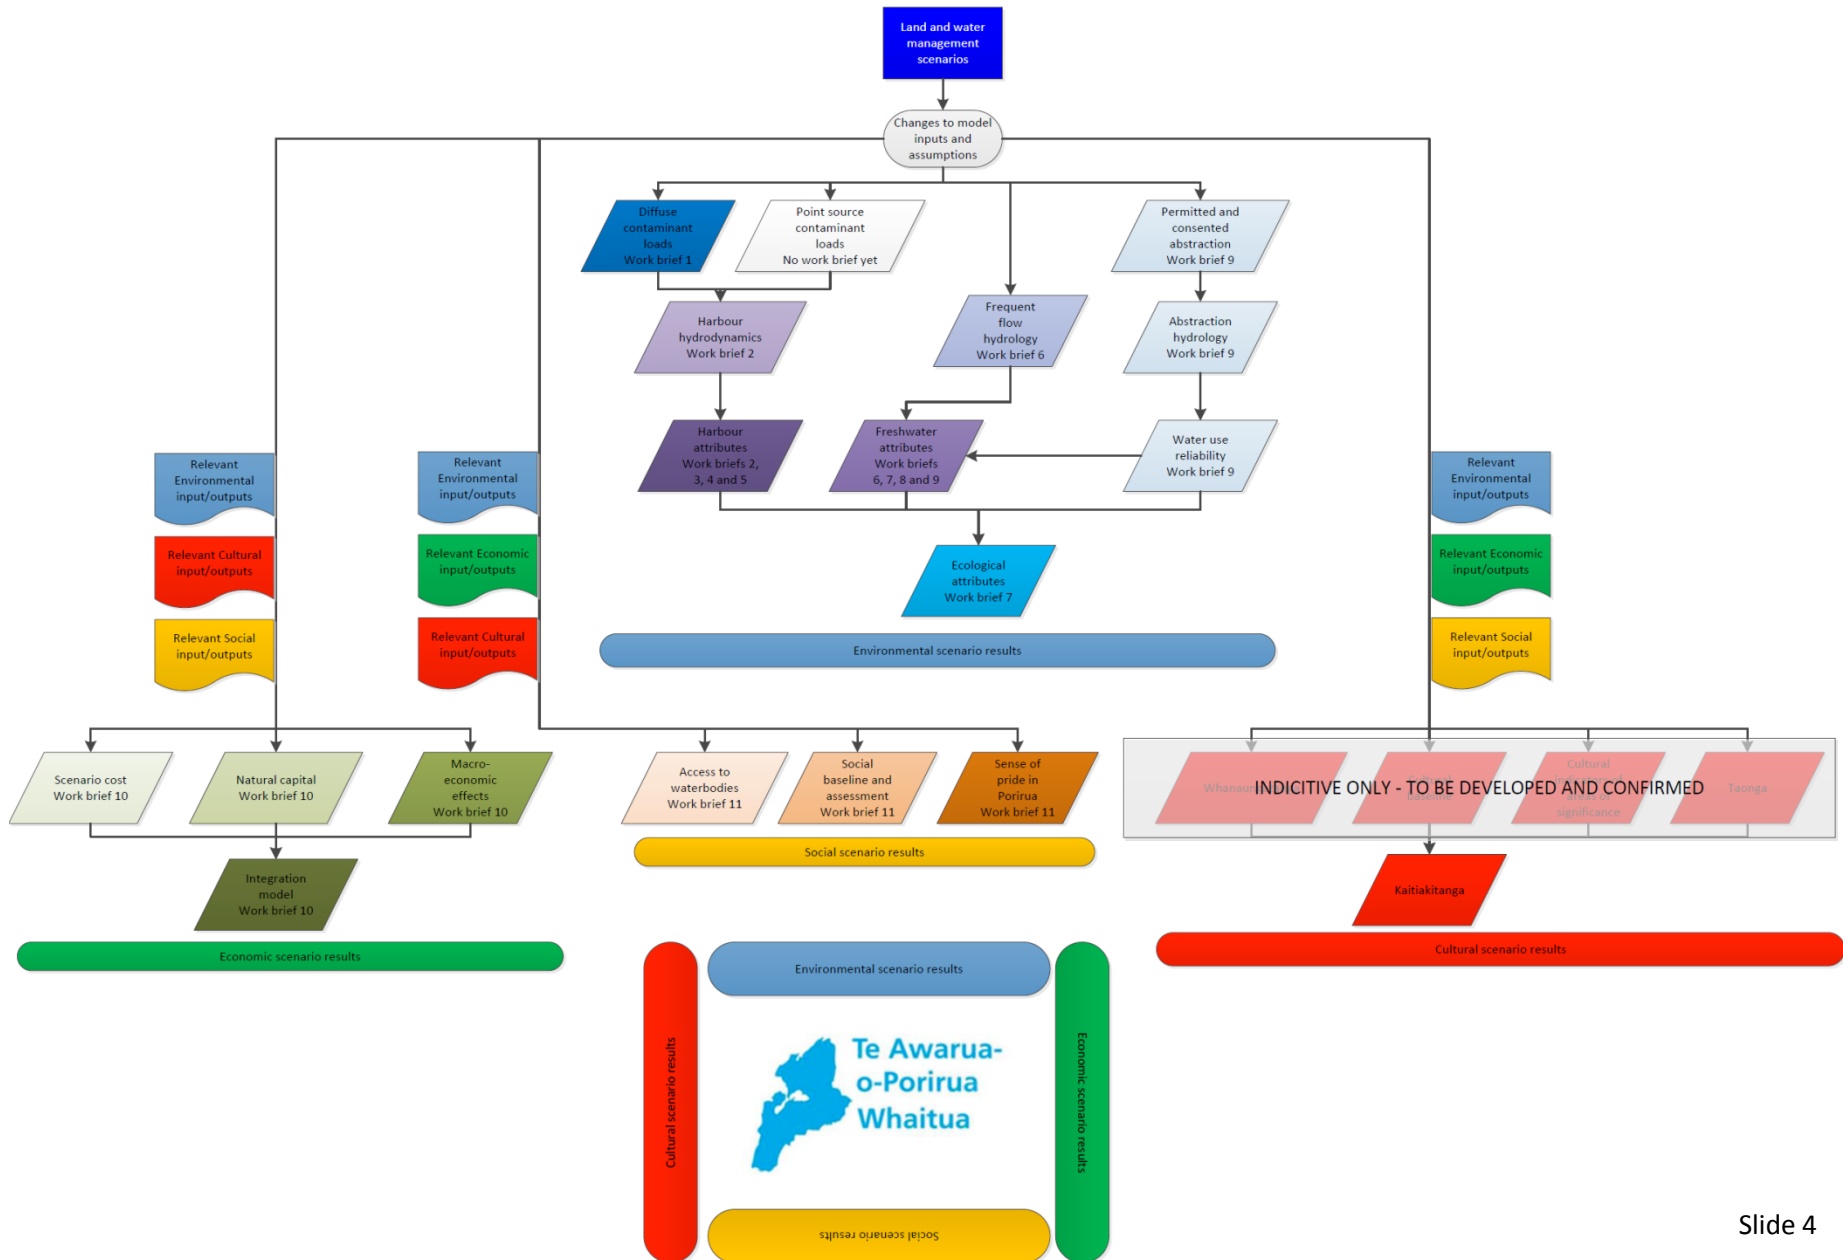 Land and water
management
scenarios
Changes to model
inputs and
assumptions
Diffuse
contaminant
loads
Work brief 1
Point source
contaminant
loads
No work brief yet
Permitted and
consented
abstraction
Work brief 9
Harbour
hydrodynamics
Work brief 2
Frequent
flow
hydrology
Work brief 6
Abstraction
hydrology
Work brief 9
Harbour
attributes
Work briefs 2,
3, 4 and 5
Freshwater
attributes
Work briefs
6, 7, 8 and 9
Water use
reliability
Work brief 9
Relevant
Environmental
input/outputs
Relevant Cultural
input/outputs
Relevant Social
input/outputs
Relevant
Environmental
input/outputs
Relevant Economic
input/outputs
Relevant Cultural
input/outputs
Relevant
Environmental
input/outputs
Relevant Economic
input/outputs
Relevant Social
input/outputs
Ecological
attributes
Work brief 7
Environmental scenario results
Scenario cost
Work brief 10
Natural capital
Work brief 10
Macro-
economic
effects
Work brief 10
Access to
waterbodies
Work brief 11
Social
baseline and
assessment
Work brief 11
Sense of
pride in
Porirua
Work brief 11
Social scenario results
INDICITIVE ONLY - TO BE DEVELOPED AND CONFIRMED
Cultural
areas of
significance
Taonga
Integration
model
Work brief 10
Kaitiakitanga
Economic scenario results
Cultural scenario results
Environmental scenario results
Cultural scenario results
Te Awarua-
o-Porirua
Whaitua
Economic scenario results
Social scenario results
Slide 4